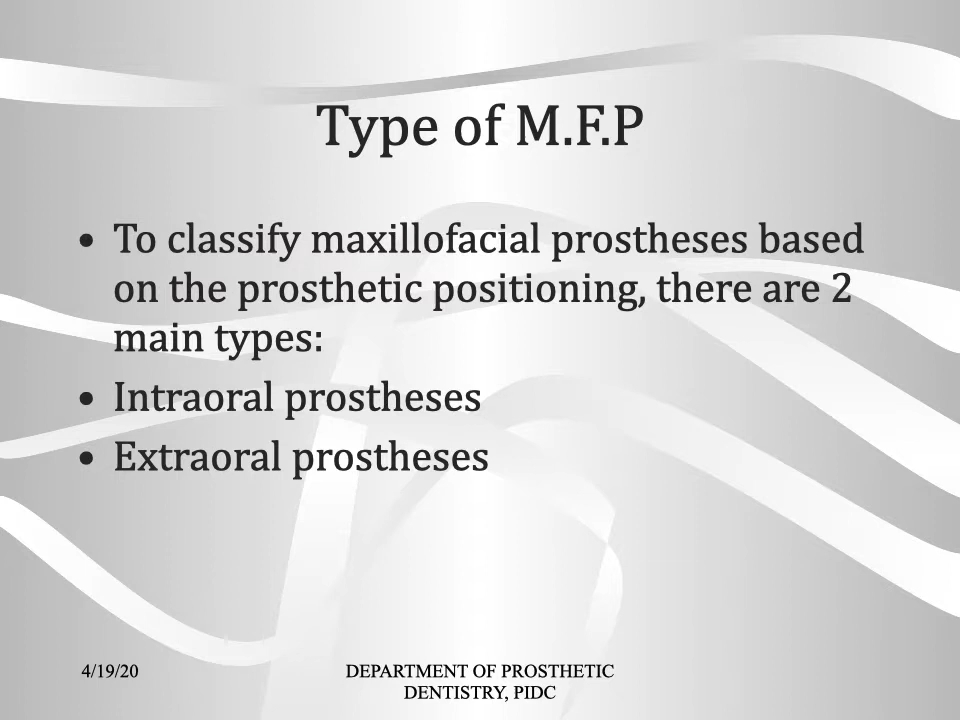 Type of M.F.P
• To classify maxillofacial prostheses based
on the prosthetic positioning, there are 2
main types:
• Intraoral prostheses
• Extraoral prostheses
4/19/20
DEPARTMENT OF PROSTHETIC
DENTISTRY, PIDC